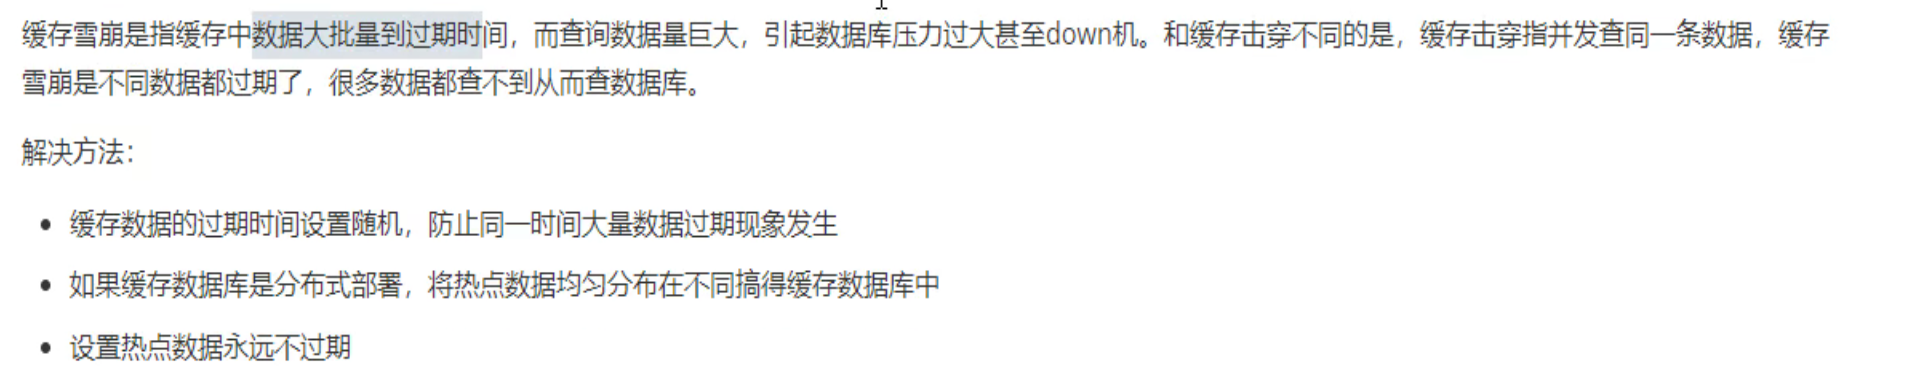 缓存雪崩是指缓存中数据大批量到过期时间，而查询数据量巨大，引起数据库压力过大甚至down机。和缓存击穿不同的是，缓存击穿指并发查同一条数据，缓存
雪崩是不同数据都过期了，很多数据都查不到从而查数据库。
解决方法：
• 缓存数据的过期时间设置随机，防止同一时间大量数据过期现象发生
• 如果缓存数据库是分布式部署，将热点数据均匀分布在不同搞得缓存数据库中
• 设置热点数据永远不过期